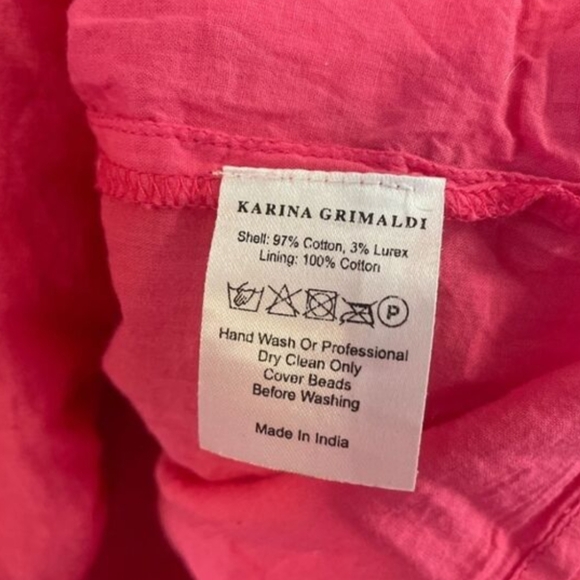 KARINA GRIMALDI
Shell: 97% Cotton, 3% Lurex
Lining: 100% Cotton
P
Hand Wash Or Professional
Dry Clean Only
Cover Beads
Before Washing
Made In India